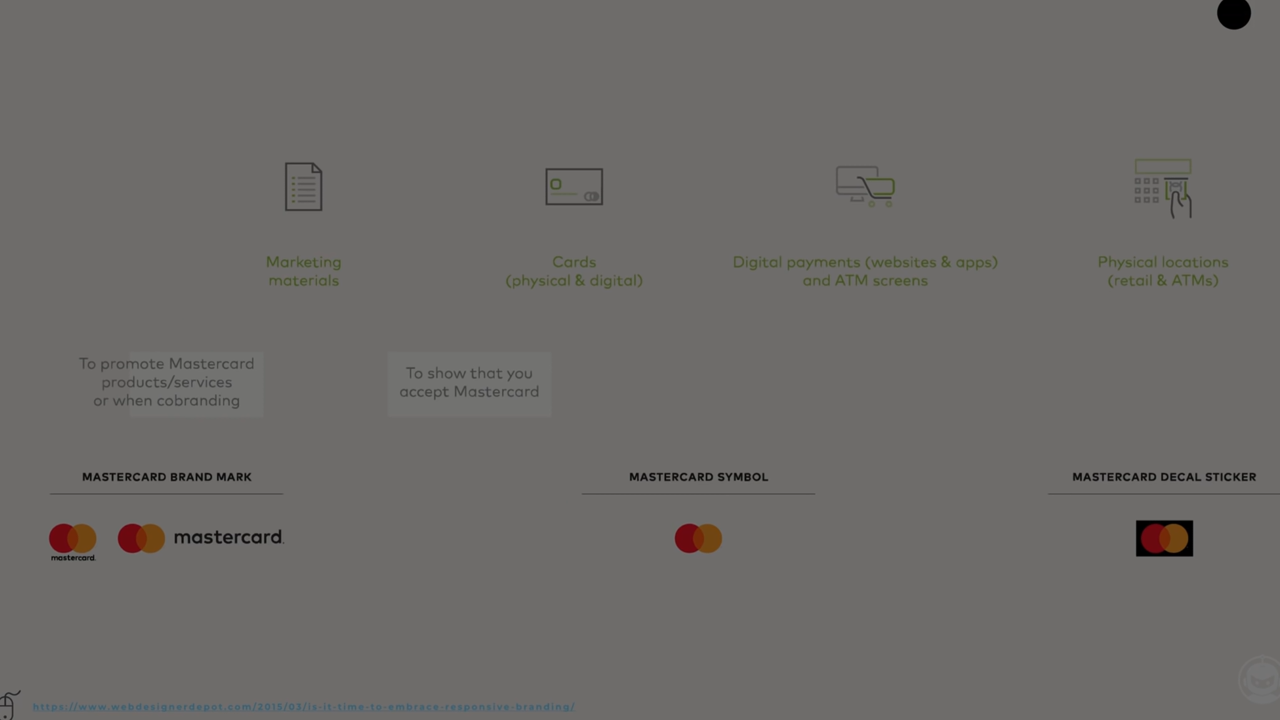 Marketing
materials
Cards
(physical & digital)
Digital payments (websites & apps)
and ATM screens
Physical locations
(retail & ATMs)
To promote Mastercard
products/services
or when cobranding
To show that you
accept Mastercard
MASTERCARD BRAND MARK
MASTERCARD SYMBOL
MASTERCARD DECAL STICKER
mastercard.
mastercard.
https://www.webdesignerdepot.com/2015/03/is-it-time-to-embrace-responsive-branding/